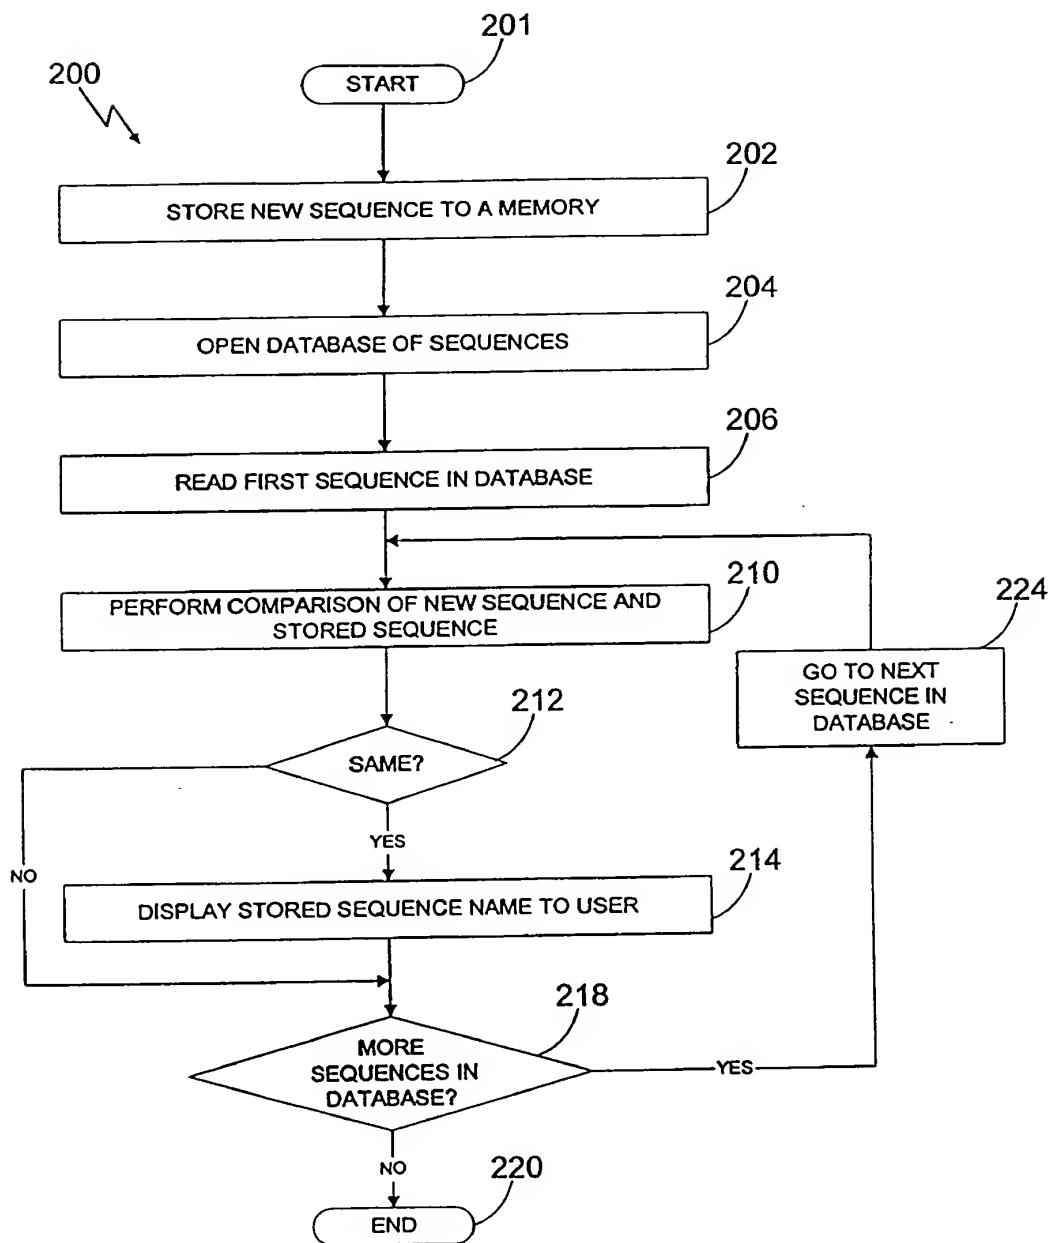 201
200
START
202
STORE NEW SEQUENCE TO A MEMORY
204
OPEN DATABASE OF SEQUENCES
206
READ FIRST SEQUENCE IN DATABASE
210
PERFORM COMPARISON OF NEW SEQUENCE AND
STORED SEQUENCE
224
GO TO NEXT
SEQUENCE IN
DATABASE
212
SAME?
YES
NO
214
DISPLAY STORED SEQUENCE NAME TO USER
218
MORE
SEQUENCES IN
DATABASE?
YES
NO
220
END